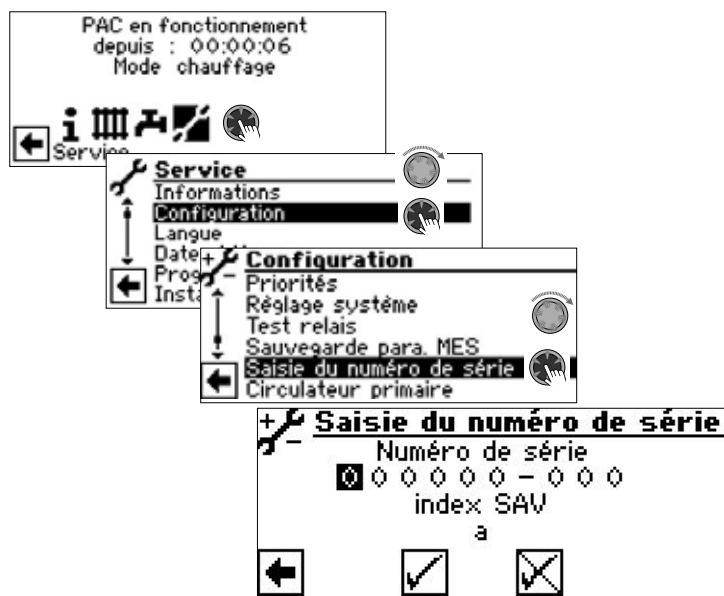 PAC en fonctionnement
depuis : 00:00:06
Mode chauffage
Service
Service
Informations
Configuration
Langue
Configuration
Priorités
Réglage système
Test relais
Sauvegarde para. MES
Saisie du numéro de série
Circulateur primaire
Saisie du numéro de série
Numéro de série
0 0 0 0 0 0 - 0 0 0
index SAV
a